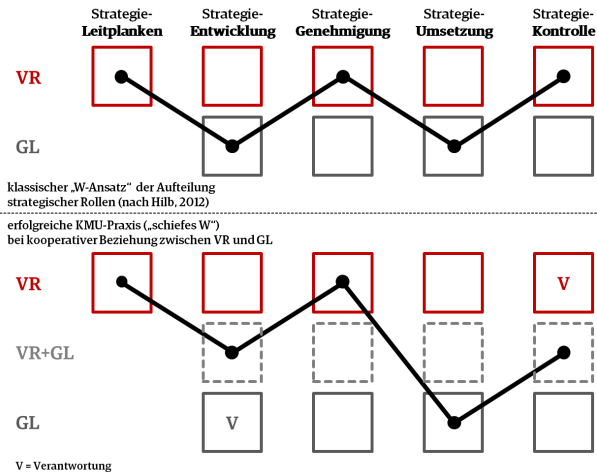 Strategie- Strategie- Strategie- Strategie- Strategie-
Leitplanken Entwicklung Genehmigung Umsetzung Kontrolle
VR
GL
klassischer „W-Ansatz“ der Aufteilung
strategischer Rollen (nach Hilb, 2012)
erfolgreiche KMU-Praxis („schiefes W“)
bei kooperativer Beziehung zwischen VR und GL
VR V
VR+GL
GL V
V = Verantwortung